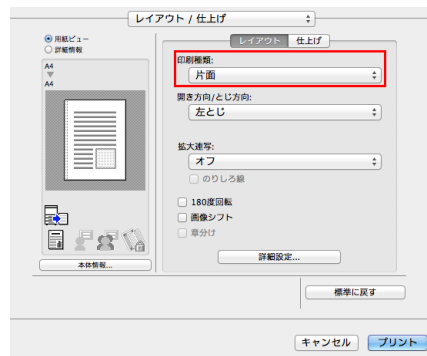 レイアウト / 仕上げ
用紙ビュー
詳細情報
A4
A4
本体情報...
レイアウト 仕上げ
印刷種類:
片面
開き方向/とじ方向:
左とじ
拡大連写:
オフ
のりしろ線
180度回転
画像シフト
章分け
詳細設定...
標準に戻す
キャンセル プリント